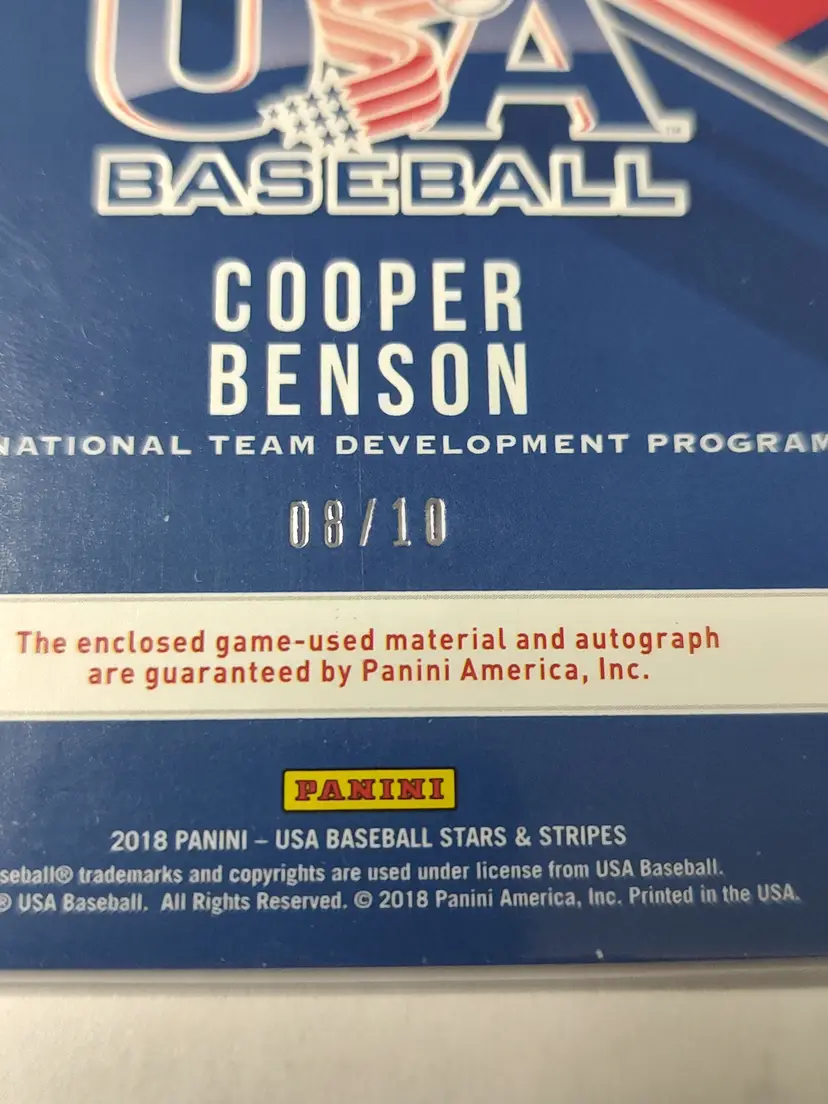 USA
TM
BASEBALL
COOPER
BENSON
NATIONAL TEAM DEVELOPMENT PROGRAM
08/10
The enclosed game-used material and autograph
are guaranteed by Panini America, Inc.
PANINI
2018 PANINI – USA BASEBALL STARS & STRIPES
seball® trademarks and copyrights are used under license from USA Baseball.
® USA Baseball. All Rights Reserved. © 2018 Panini America, Inc. Printed in the USA.